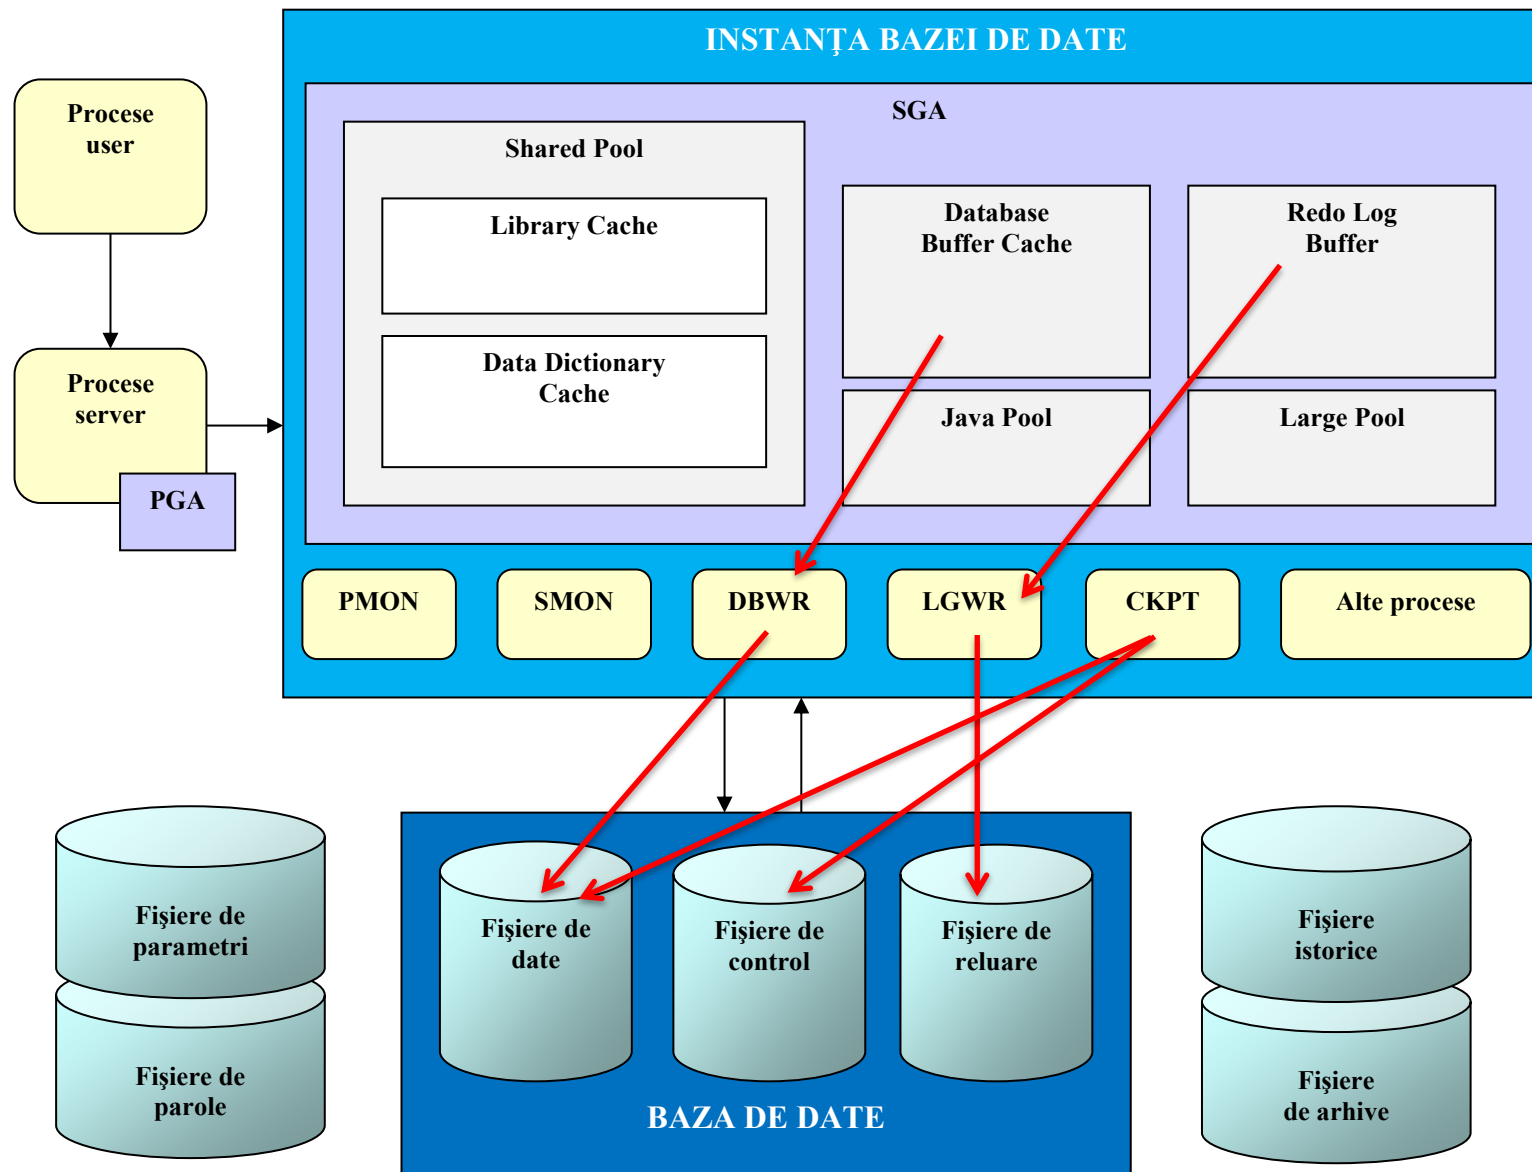 INSTANŢA BAZEI DE DATE
SGA
Procese
user
Shared Pool
Library Cache
Data Dictionary
Cache
Database
Buffer Cache
Redo Log
Buffer
Java Pool
Large Pool
Procese
server
PGA
PMON
SMON
DBWR
LGWR
CKPT
Alte procese
Fişiere de
parametri
Fişiere de
parole
Fişiere de
date
Fişiere de
control
Fişiere de
reluare
BAZA DE DATE
Fişiere
istorice
Fişiere
de arhive